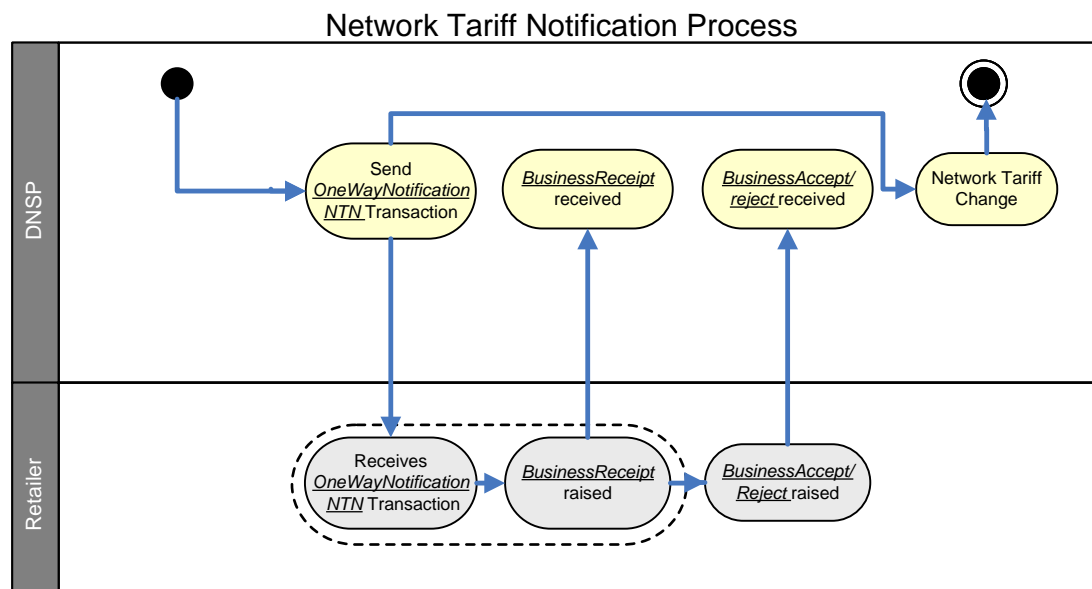 Network Tariff Notification Process
DNSP
Send
OneWayNotification
NTN Transaction
BusinessReceipt
received
BusinessAccept/
reject received
Network Tariff
Change
Retailer
Receives
OneWayNotification
NTN Transaction
BusinessReceipt
raised
BusinessAccept/
Reject raised